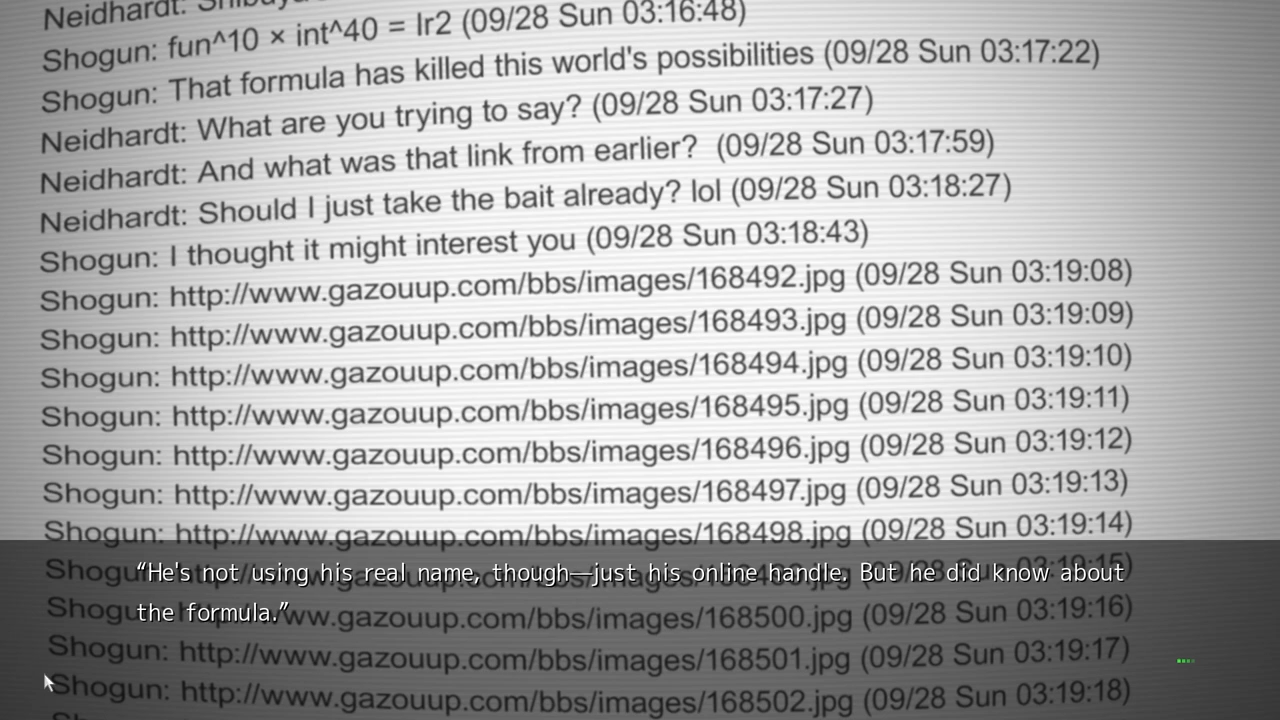 Neidhardt:
Shogun: fun^10 × int^40 = Ir2 (09/28 Sun 03:16:48)
Shogun: That formula has killed this world's possibilities (09/28 Sun 03:17:22)
Neidhardt: What are you trying to say? (09/28 Sun 03:17:27)
Neidhardt: And what was that link from earlier? (09/28 Sun 03:17:59)
Neidhardt: Should I just take the bait already? lol (09/28 Sun 03:18:27)
Shogun: I thought it might interest you (09/28 Sun 03:18:43)
Shogun: http://www.gazouup.com/bbs/images/168492.jpg (09/28 Sun 03:19:08)
Shogun: http://www.gazouup.com/bbs/images/168493.jpg (09/28 Sun 03:19:09)
Shogun: http://www.gazouup.com/bbs/images/168494.jpg (09/28 Sun 03:19:10)
Shogun: http://www.gazouup.com/bbs/images/168495.jpg (09/28 Sun 03:19:11)
Shogun: http://www.gazouup.com/bbs/images/168496.jpg (09/28 Sun 03:19:12)
Shogun: http://www.gazouup.com/bbs/images/168497.jpg (09/28 Sun 03:19:13)
Shogun: http://www.gazouup.com/bbs/images/168498.jpg (09/28 Sun 03:19:14)
“He's not using his real name, though—just his online handle. But he did know about
the formula.”
www.gazouup.com/bbs/images/168500.jpg (09/28 Sun 03:19:16)
Shogun: http://www.gazouup.com/bbs/images/168501.jpg (09/28 Sun 03:19:17)
Shogun: http://www.gazouup.com/bbs/images/168502.jpg (09/28 Sun 03:19:18)